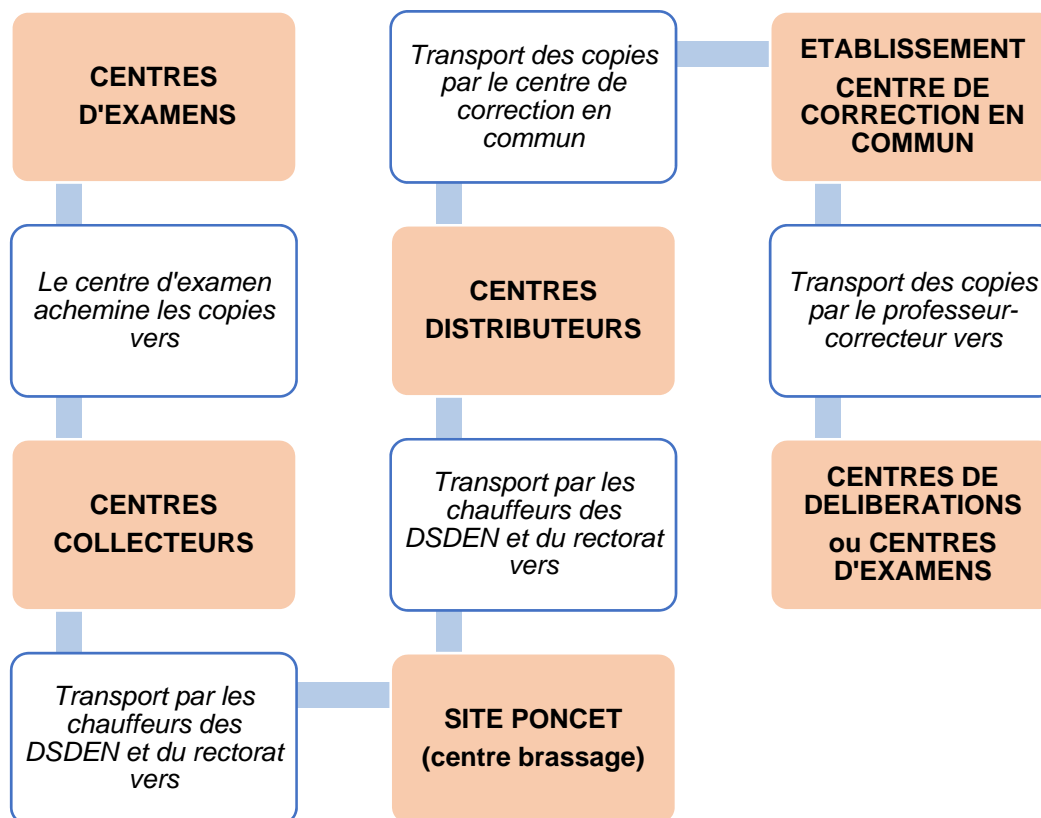 CENTRES
D'EXAMENS
Le centre d'examen
achemine les copies
vers
CENTRES
COLLECTEURS
Transport par les
chauffeurs des
DSDEN et du rectorat
vers
SITE PONCET
(centre brassage)
Transport par les
chauffeurs des
DSDEN et du rectorat
vers
CENTRES
DISTRIBUTEURS
Transport des copies
par le centre de
correction en
commun
ETABLISSEMENT
CENTRE DE
CORRECTION EN
COMMUN
Transport des copies
par le professeur-
correcteur vers
CENTRES DE
DELIBERATIONS
ou CENTRES
D'EXAMENS